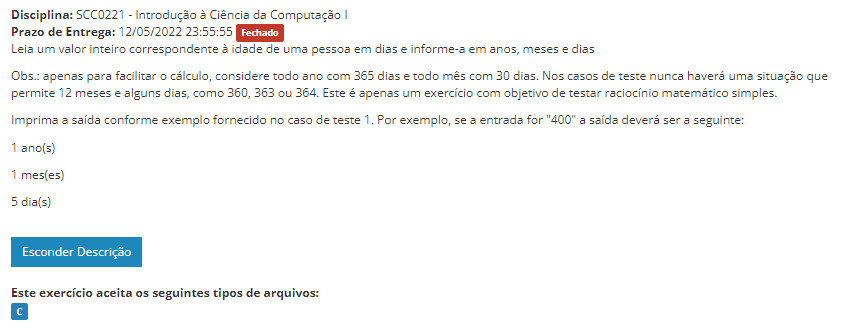 Disciplina: SCC0221 - Introdução à Ciência da Computação I
Prazo de Entrega: 12/05/2022 23:55:55 Fechado
Leia um valor inteiro correspondente à idade de uma pessoa em dias e informe-a em anos, meses e dias
Obs.: apenas para facilitar o cálculo, considere todo ano com 365 dias e todo mês com 30 dias. Nos casos de teste nunca haverá uma situação que
permite 12 meses e alguns dias, como 360, 363 ou 364. Este é apenas um exercício com objetivo de testar raciocínio matemático simples.
Imprima a saída conforme exemplo fornecido no caso de teste 1. Por exemplo, se a entrada for "400" a saída deverá ser a seguinte:
1 ano(s)
1 mes(es)
5 dia(s)
Esconder Descrição
Este exercício aceita os seguintes tipos de arquivos:
C